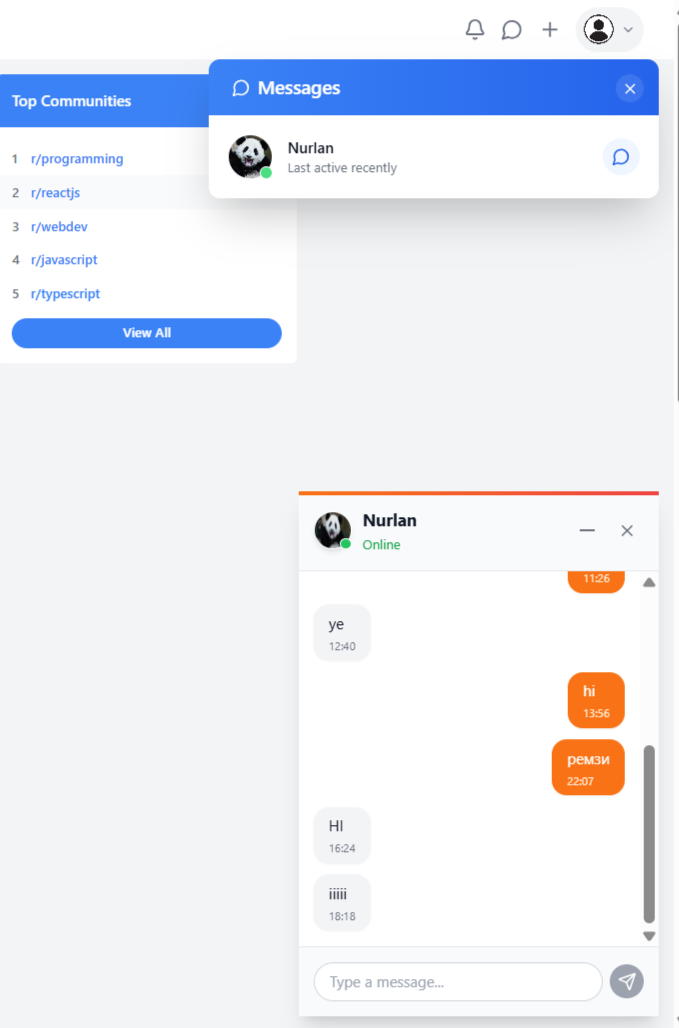 Messages
Top Communities
Nurlan
Last active recently
1 r/programming
2 r/reactjs
3 r/webdev
4 r/javascript
5 r/typescript
View All
Nurlan
Online
11:26
ye
12:40
hi
13:56
ремзи
22:07
HI
16:24
iiiii
18:18
Type a message...